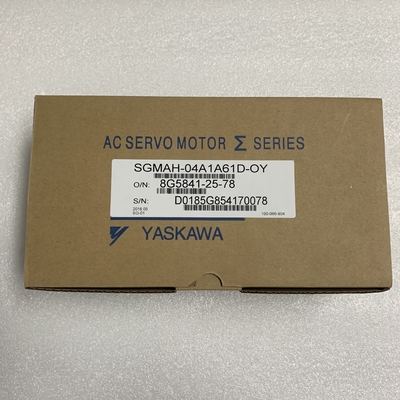 AC SERVO MOTOR Σ SERIES
SGMAH-04A1A61D-OY
O/N: 8G5841-25-78
S/N: D0185G854170078
YASKAWA